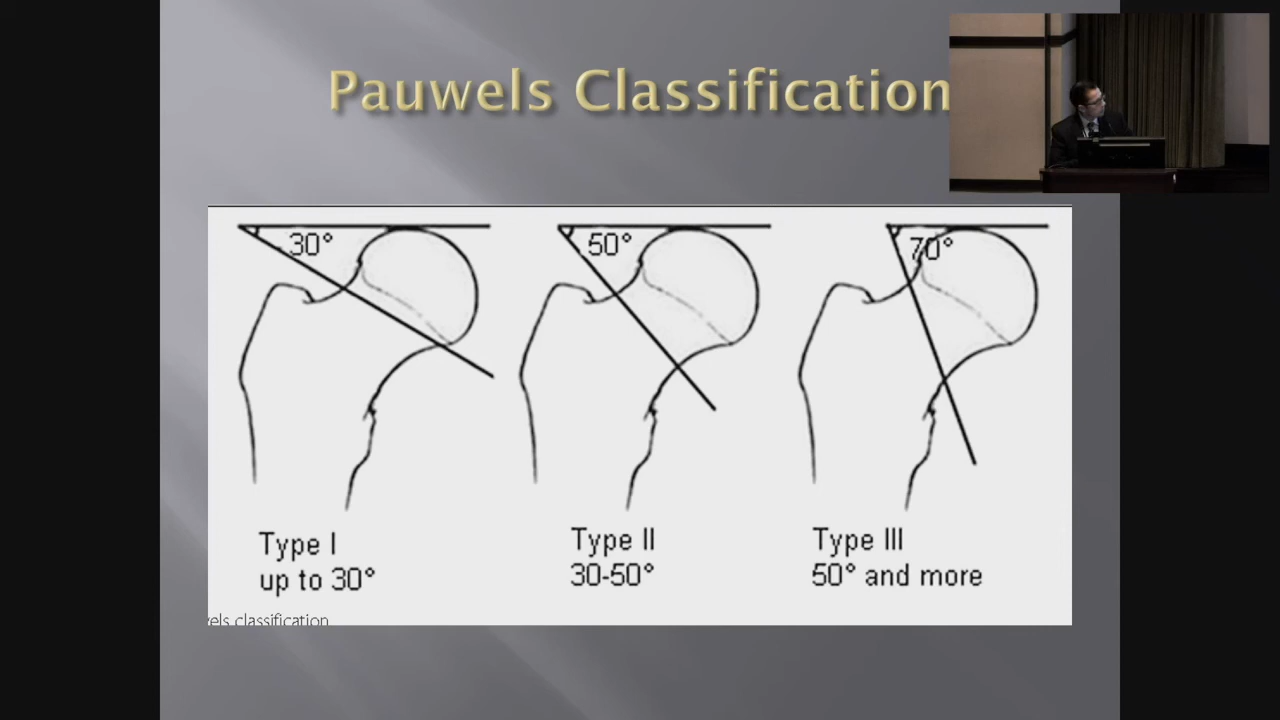 Pauwels Classification
30°
50°
70°
Type I
up to 30°
Type II
30-50°
Type III
50° and more
classification